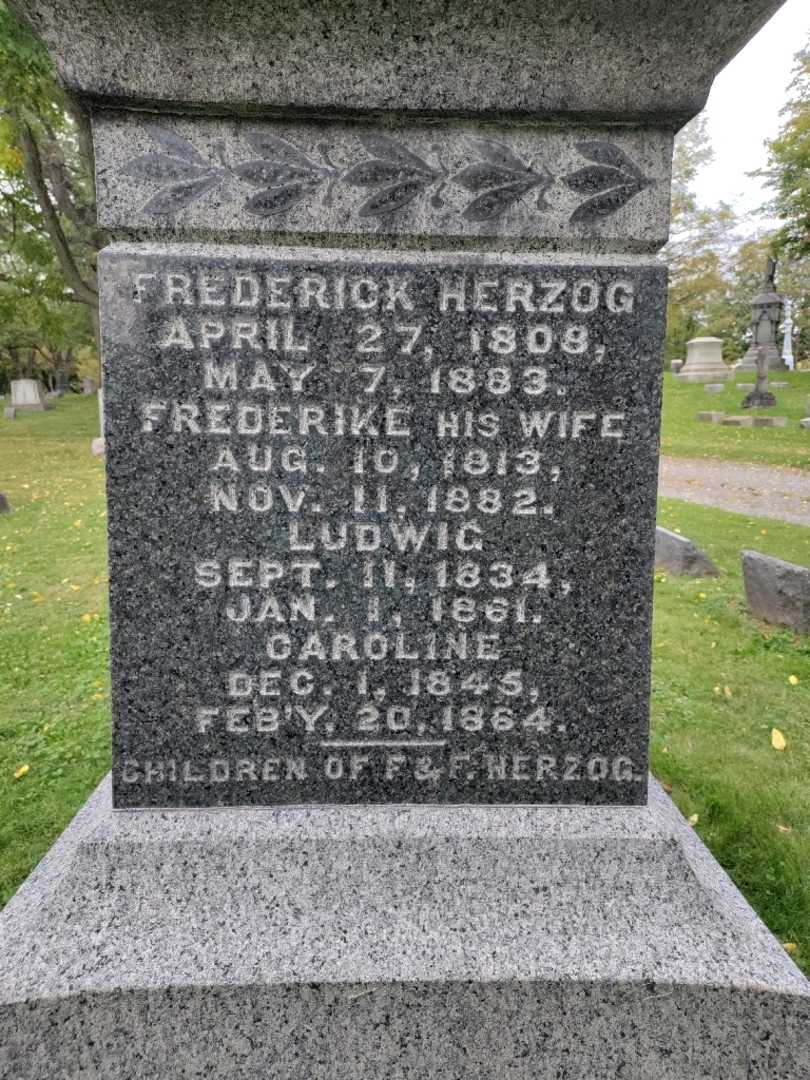 FREDERICK HERZOG
APRIL 27, 1808,
MAY 7, 1883.
FREDERIKE HIS WIFE
AUG. 10, 1813,
NOV. 11, 1882.
LUDWIG
SEPT. 11, 1834,
JAN. 1, 1861.
CAROLINE
DEC. 1, 1845,
FEB'Y. 20, 1864.
CHILDREN OF F. & F. HERZOG.